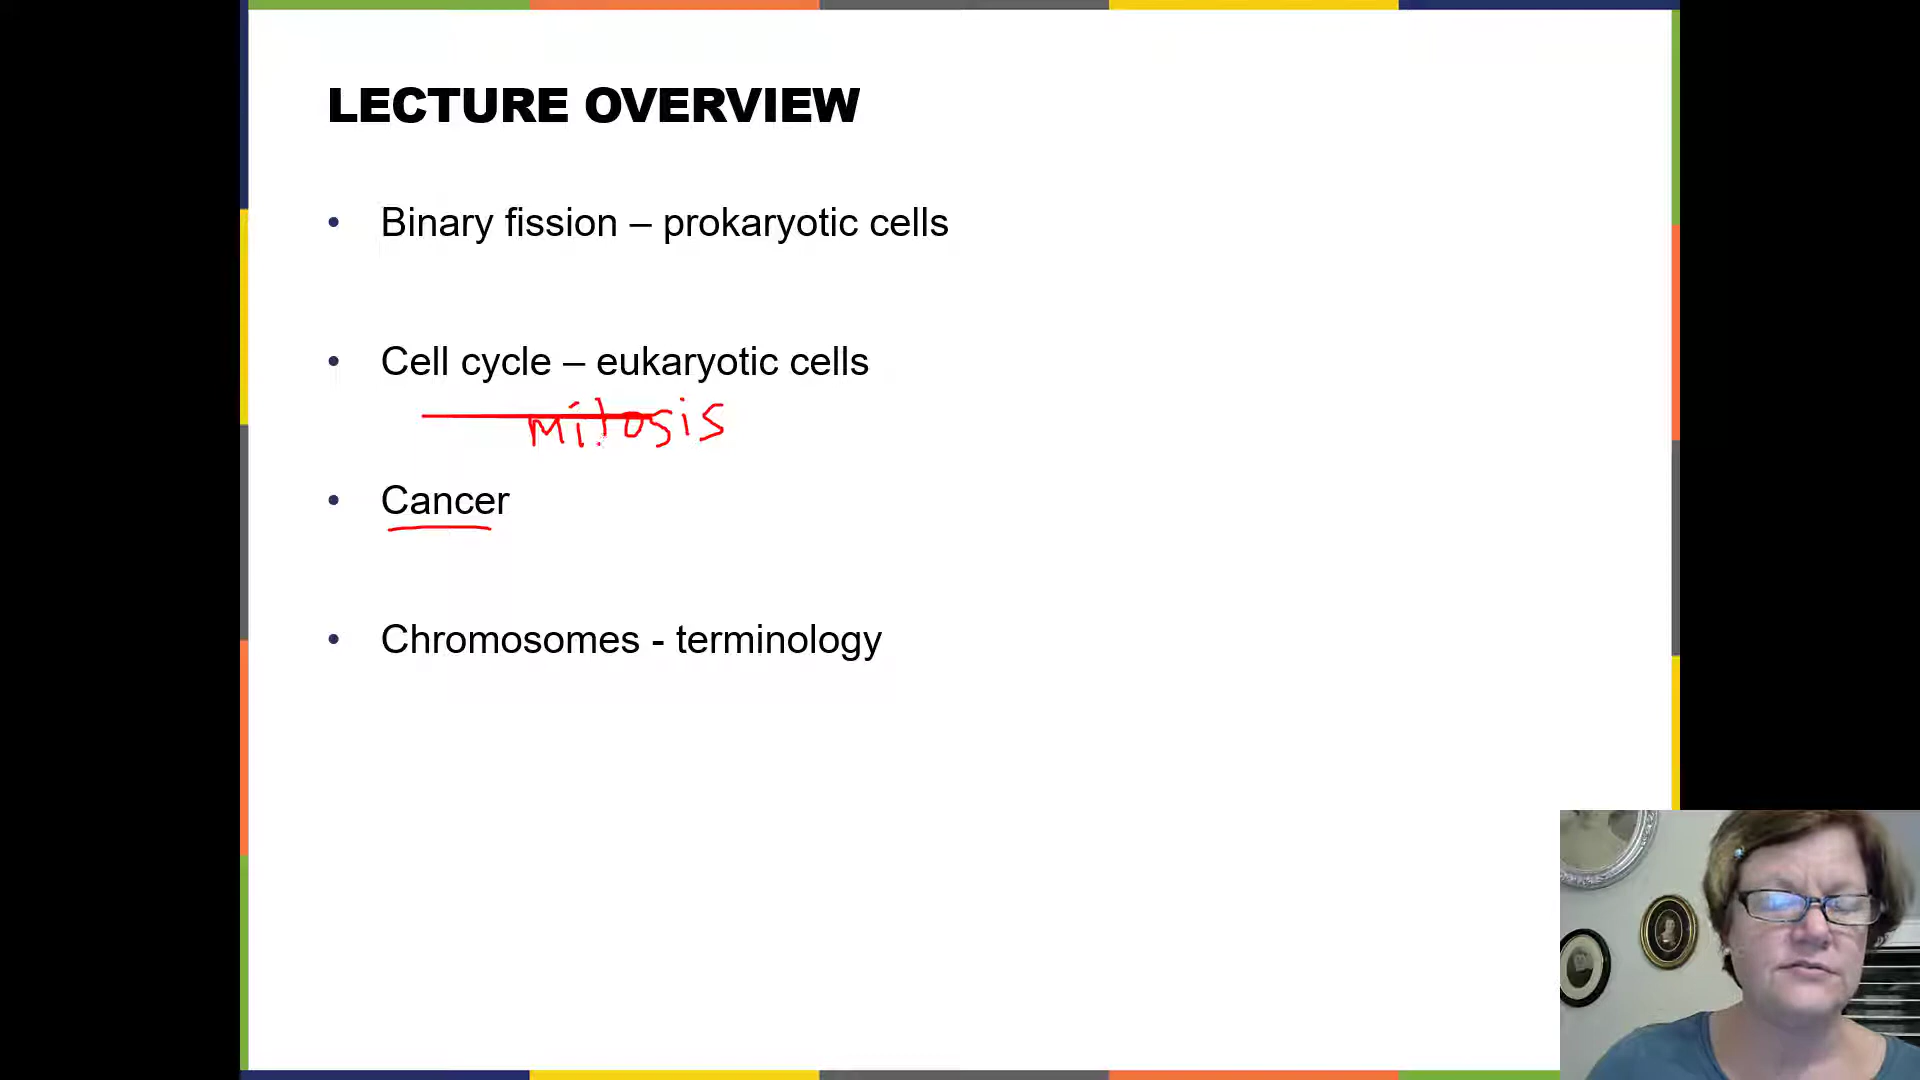 LECTURE OVERVIEW
• Binary fission – prokaryotic cells
• Cell cycle – eukaryotic cells
mitosis
• Cancer
• Chromosomes - terminology